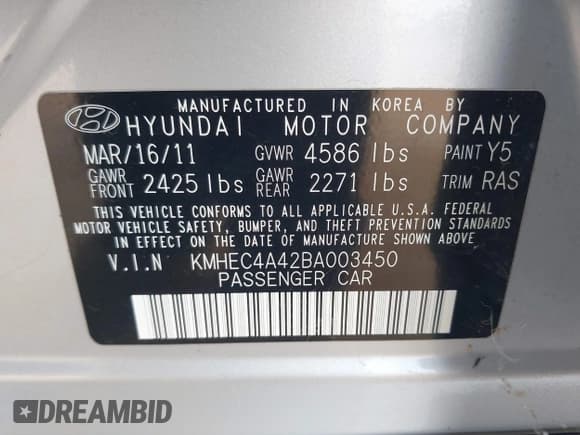 MANUFACTURED IN KOREA BY
HYUNDAI MOTOR COMPANY
MAR/16/11 GVWR 4586 lbs PAINT Y5
GAWR FRONT 2425 lbs GAWR REAR 2271 lbs TRIM RAS
THIS VEHICLE CONFORMS TO ALL APPLICABLE U.S.A. FEDERAL
MOTOR VEHICLE SAFETY, BUMPER, AND THEFT PREVENTION STANDARDS
IN EFFECT ON THE DATE OF MANUFACTURE SHOWN ABOVE.
V.I.N KMHEC4A42BA003450
PASSENGER CAR
DREAMBID